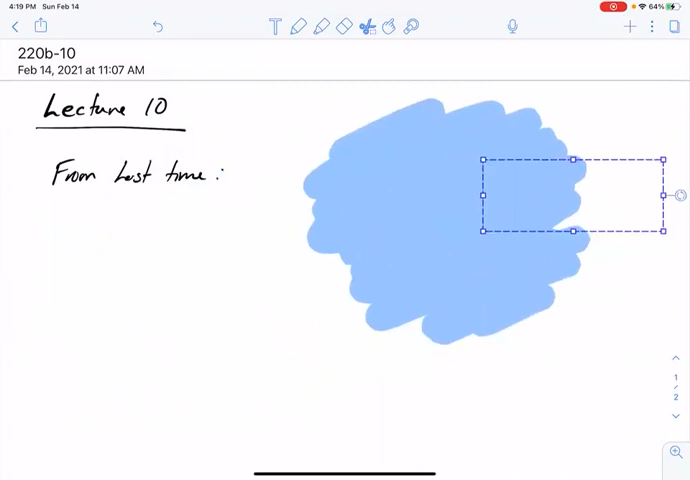 4:19 PM Sun Feb 14
64%
220b-10
Feb 14, 2021 at 11:07 AM
Lecture 10
From last time:
1
/
2